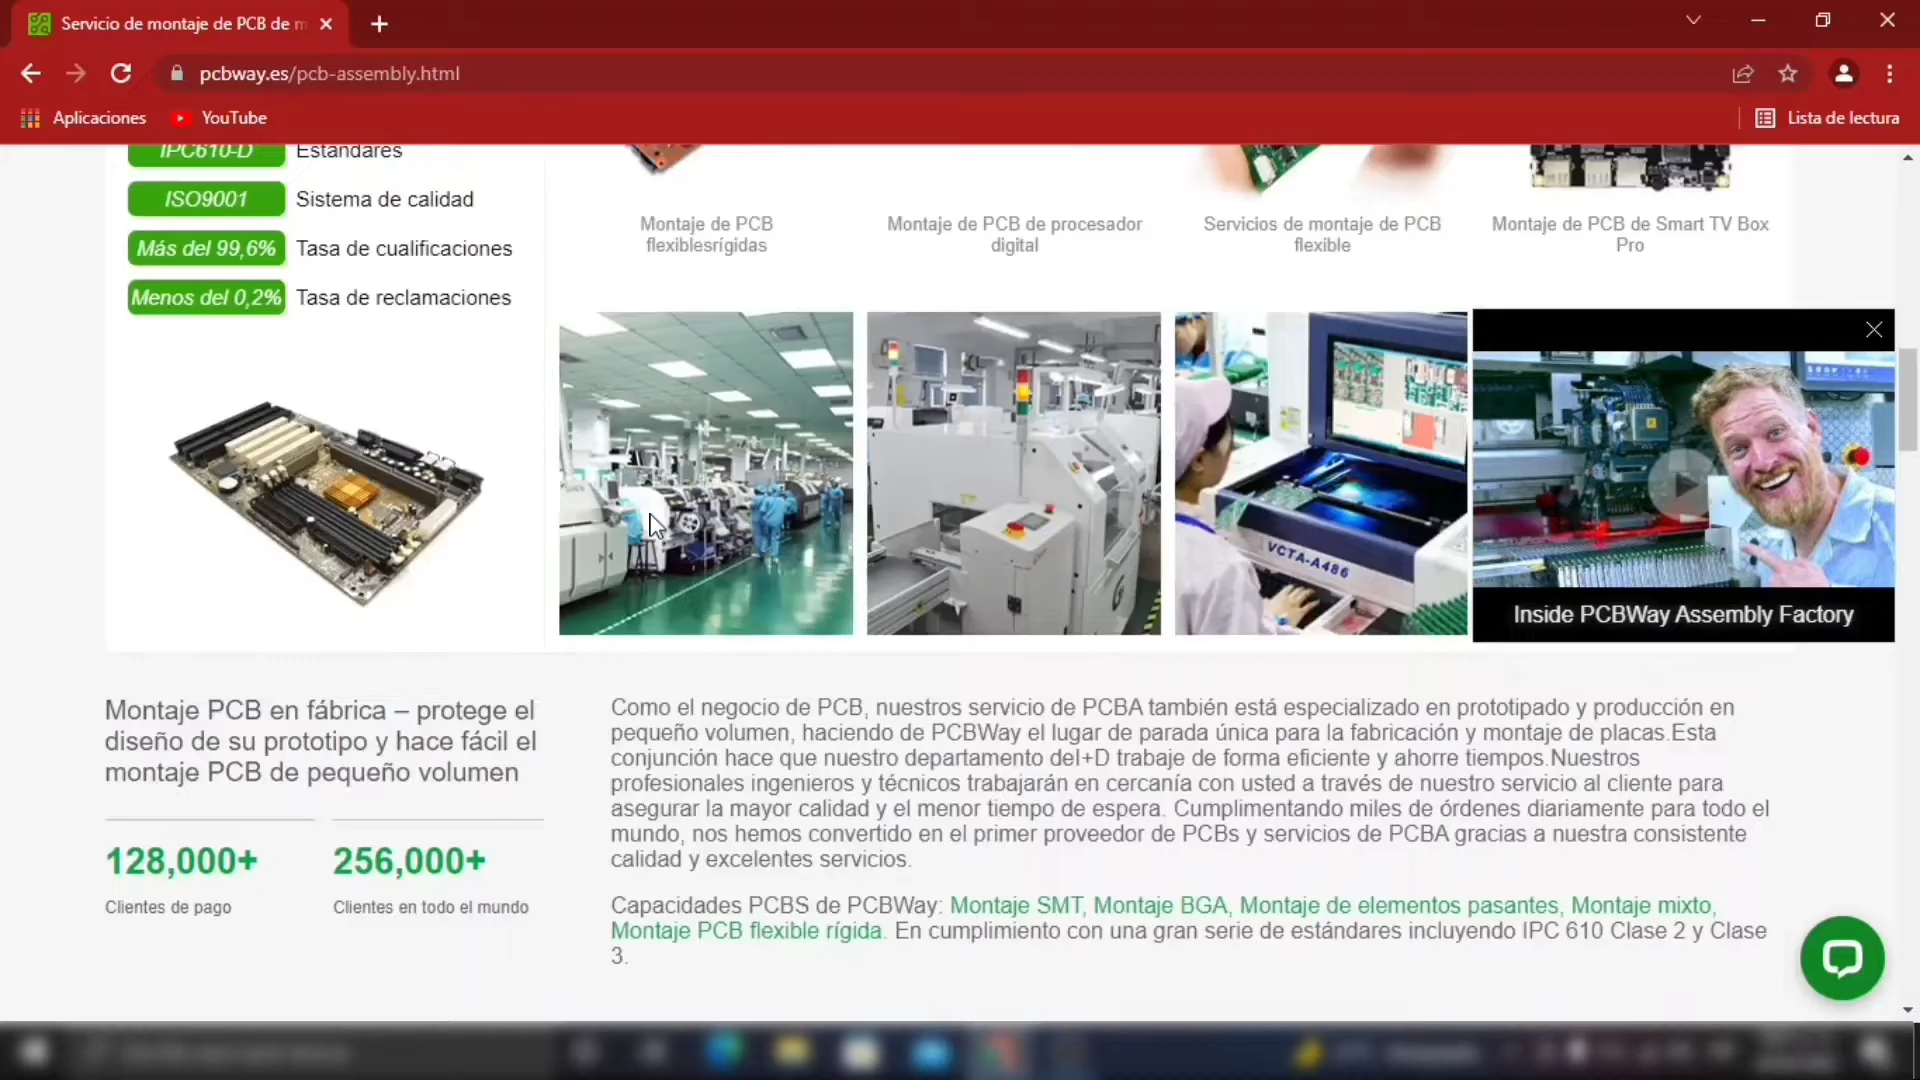 Servicio de montaje de PCB de m
pcbway.es/pcb-assembly.html
Aplicaciones
YouTube
Lista de lectura
IPC610-D Estándares
ISO9001 Sistema de calidad
Más del 99,6% Tasa de cualificaciones
Menos del 0,2% Tasa de reclamaciones
Montaje de PCB
flexiblesrígidas
Montaje de PCB de procesador
digital
Servicios de montaje de PCB
flexible
Montaje de PCB de Smart TV Box
Pro
VCTA-A486
Inside PCBWay Assembly Factory
Montaje PCB en fábrica – protege el
diseño de su prototipo y hace fácil el
montaje PCB de pequeño volumen
128,000+
Clientes de pago
256,000+
Clientes en todo el mundo
Como el negocio de PCB, nuestros servicio de PCBA también está especializado en prototipado y producción en
pequeño volumen, haciendo de PCBWay el lugar de parada única para la fabricación y montaje de placas.Esta
conjunción hace que nuestro departamento deI+D trabaje de forma eficiente y ahorre tiempos.Nuestros
profesionales ingenieros y técnicos trabajarán en cercanía con usted a través de nuestro servicio al cliente para
asegurar la mayor calidad y el menor tiempo de espera. Cumplimentando miles de órdenes diariamente para todo el
mundo, nos hemos convertido en el primer proveedor de PCBs y servicios de PCBA gracias a nuestra consistente
calidad y excelentes servicios.
Capacidades PCBS de PCBWay: Montaje SMT, Montaje BGA, Montaje de elementos pasantes, Montaje mixto,
Montaje PCB flexible rígida. En cumplimiento con una gran serie de estándares incluyendo IPC 610 Clase 2 y Clase
3.